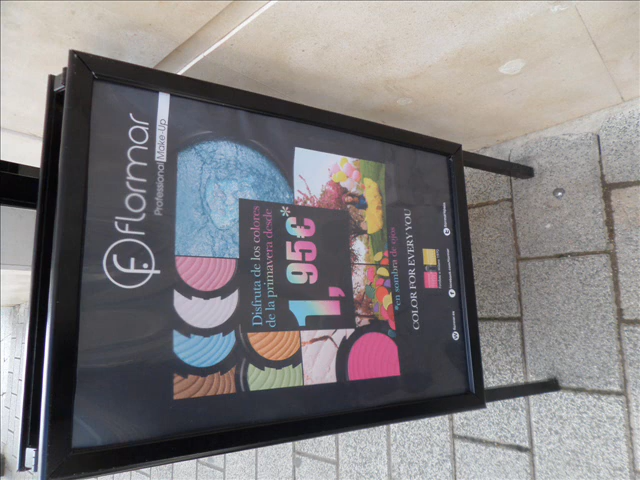 flormar
Professional Make-Up
Disfruta de los colores
de la primavera desde
1,95€*
*en sombra de ojos
COLOR FOR EVERY YOU